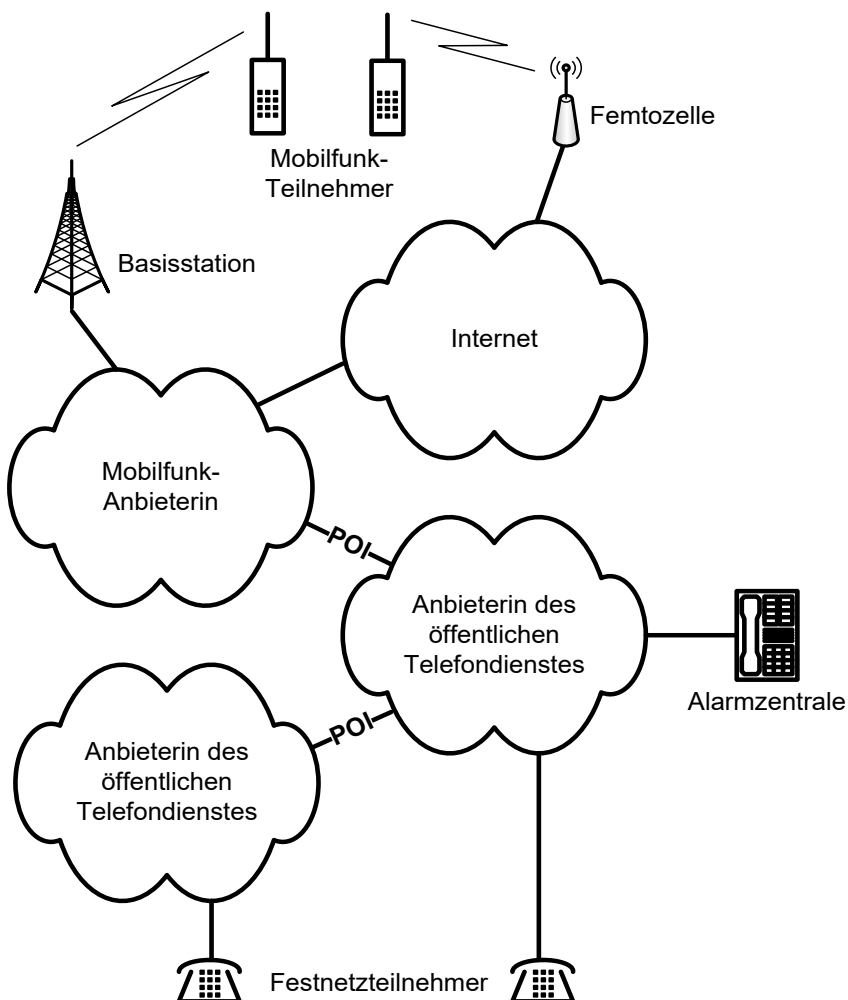 Femtozelle
Mobilfunk-
Teilnehmer
Basisstation
Internet
Mobilfunk-
Anbieterin
POI
Anbieterin des
öffentlichen
Telefondienstes
Alarmzentrale
POI
Anbieterin des
öffentlichen
Telefondienstes
Festnetzteilnehmer